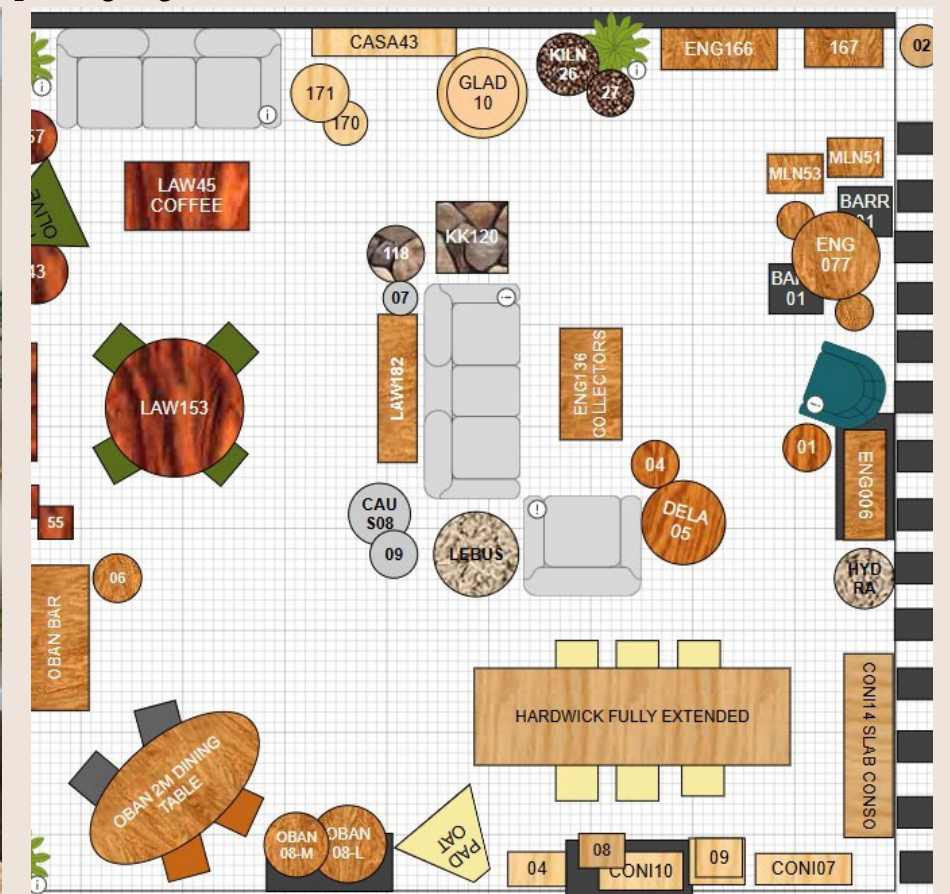 CASA43
ENG166
167
02
KILN
26
27
171
170
GLAD
10
57
OLIVE
LAW45
COFFEE
MLN51
MLN53
BARR
01
ENG
077
BAR
01
43
118
KK120
07
LAW182
ENG136
COLLECTORS
LAW153
01
ENG006
04
DELA
05
CAU
S08
09
LEBUS
55
HYD
RA
06
OBAN BAR
CONI14 SLAB CONSO
HARDWICK FULLY EXTENDED
OBAN 2M DINING
TABLE
OBAN
08-M
OBAN
08-L
PAD
OAT
04
08
CONI10
09
CONI07